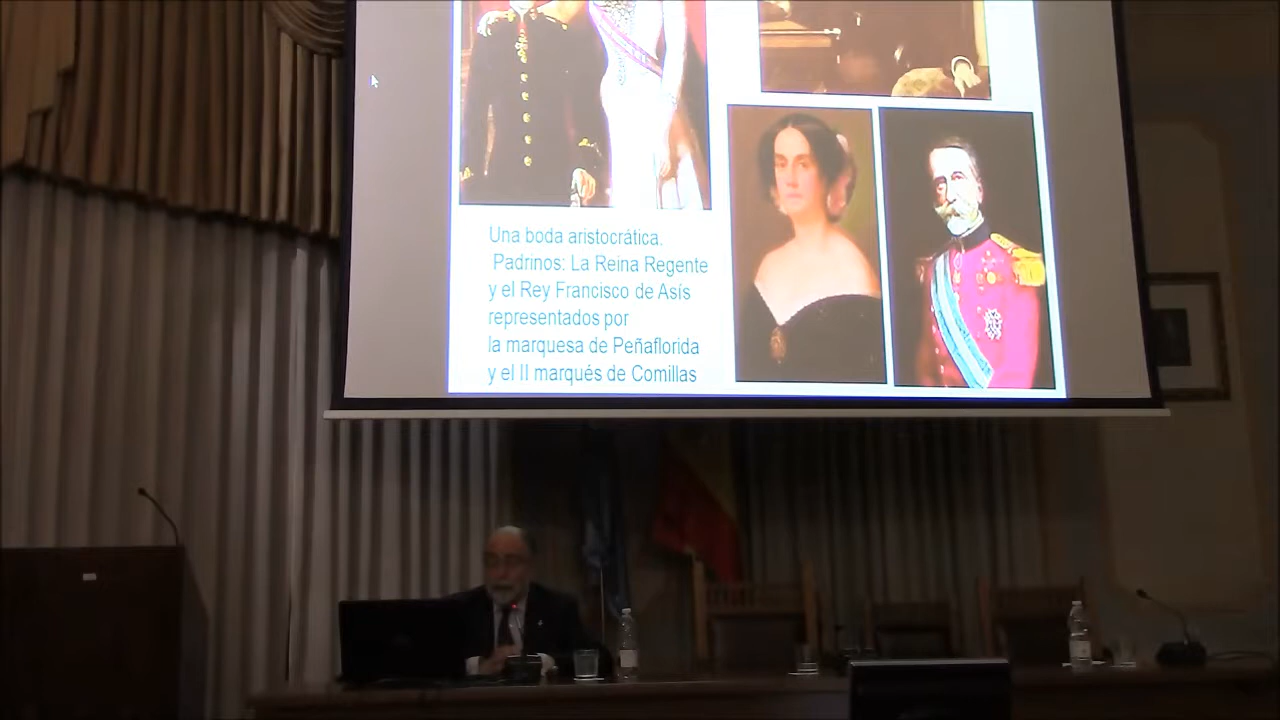 Una boda aristocrática.
Padrinos: La Reina Regente
y el Rey Francisco de Asís
representados por
la marquesa de Peñaflorida
y el II marqués de Comillas